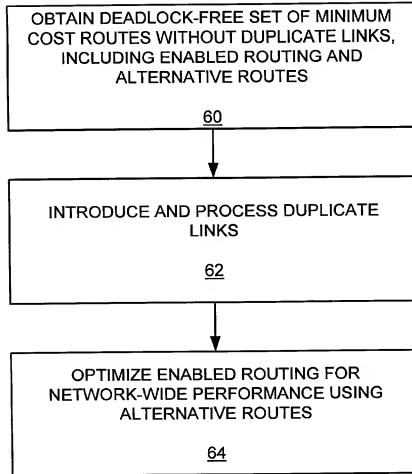 OBTAIN DEADLOCK-FREE SET OF MINIMUM
COST ROUTES WITHOUT DUPLICATE LINKS,
INCLUDING ENABLED ROUTING AND
ALTERNATIVE ROUTES
60
INTRODUCE AND PROCESS DUPLICATE
LINKS
62
OPTIMIZE ENABLED ROUTING FOR
NETWORK-WIDE PERFORMANCE USING
ALTERNATIVE ROUTES
64